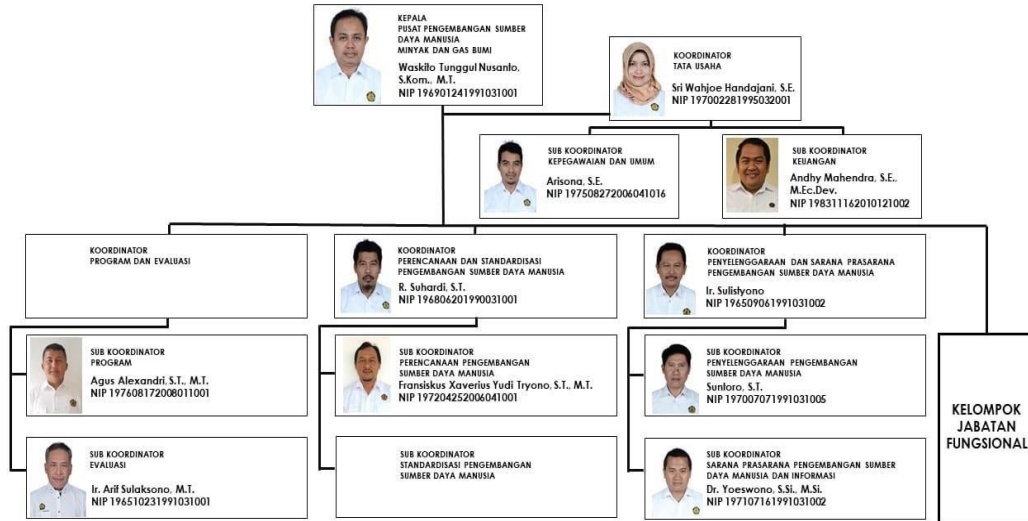 KEPALA
PUSAT PENGEMBANGAN SUMBER
DAYA MANUSIA
MINYAK DAN GAS BUMI
Waskito Tunggul Nusanto,
S.Kom., M.T.
NIP 196901241991031001
KOORDINATOR
TATA USAHA
Sri Wahjoe Handajani, S.E.
NIP 197002281995032001
SUB KOORDINATOR
KEPEGAWAIAN DAN UMUM
Arisona, S.E.
NIP 197508272006041016
SUB KOORDINATOR
KEUANGAN
Andhy Mahendra, S.E.,
M.Ec.Dev.
NIP 198311162010121002
KOORDINATOR
PROGRAM DAN EVALUASI
KOORDINATOR
PERENCANAAN DAN STANDARDISASI
PENGEMBANGAN SUMBER DAYA MANUSIA
R. Suhardi, S.T.
NIP 196806201990031001
KOORDINATOR
PENYELENGGARAAN DAN SARANA PRASARANA
PENGEMBANGAN SUMBER DAYA MANUSIA
Ir. Sulistyono
NIP 196509061991031002
SUB KOORDINATOR
PROGRAM
Agus Alexandri, S.T., M.T.
NIP 197608172008011001
SUB KOORDINATOR
PERENCANAAN PENGEMBANGAN
SUMBER DAYA MANUSIA
Fransiskus Xaverius Yudi Tryono, S.T., M.T.
NIP 197204252006041001
SUB KOORDINATOR
PENYELENGGARAAN PENGEMBANGAN
SUMBER DAYA MANUSIA
Suntoro, S.T.
NIP 197007071991031005
KELOMPOK
JABATAN
FUNGSIONAL
SUB KOORDINATOR
EVALUASI
Ir. Arif Sulaksono, M.T.
NIP 196510231991031001
SUB KOORDINATOR
STANDARDISASI PENGEMBANGAN
SUMBER DAYA MANUSIA
SUB KOORDINATOR
SARANA PRASARANA PENGEMBANGAN SUMBER
DAYA MANUSIA DAN INFORMASI
Dr. Yoeswono, S.Si., M.Si.
NIP 197107161991031002